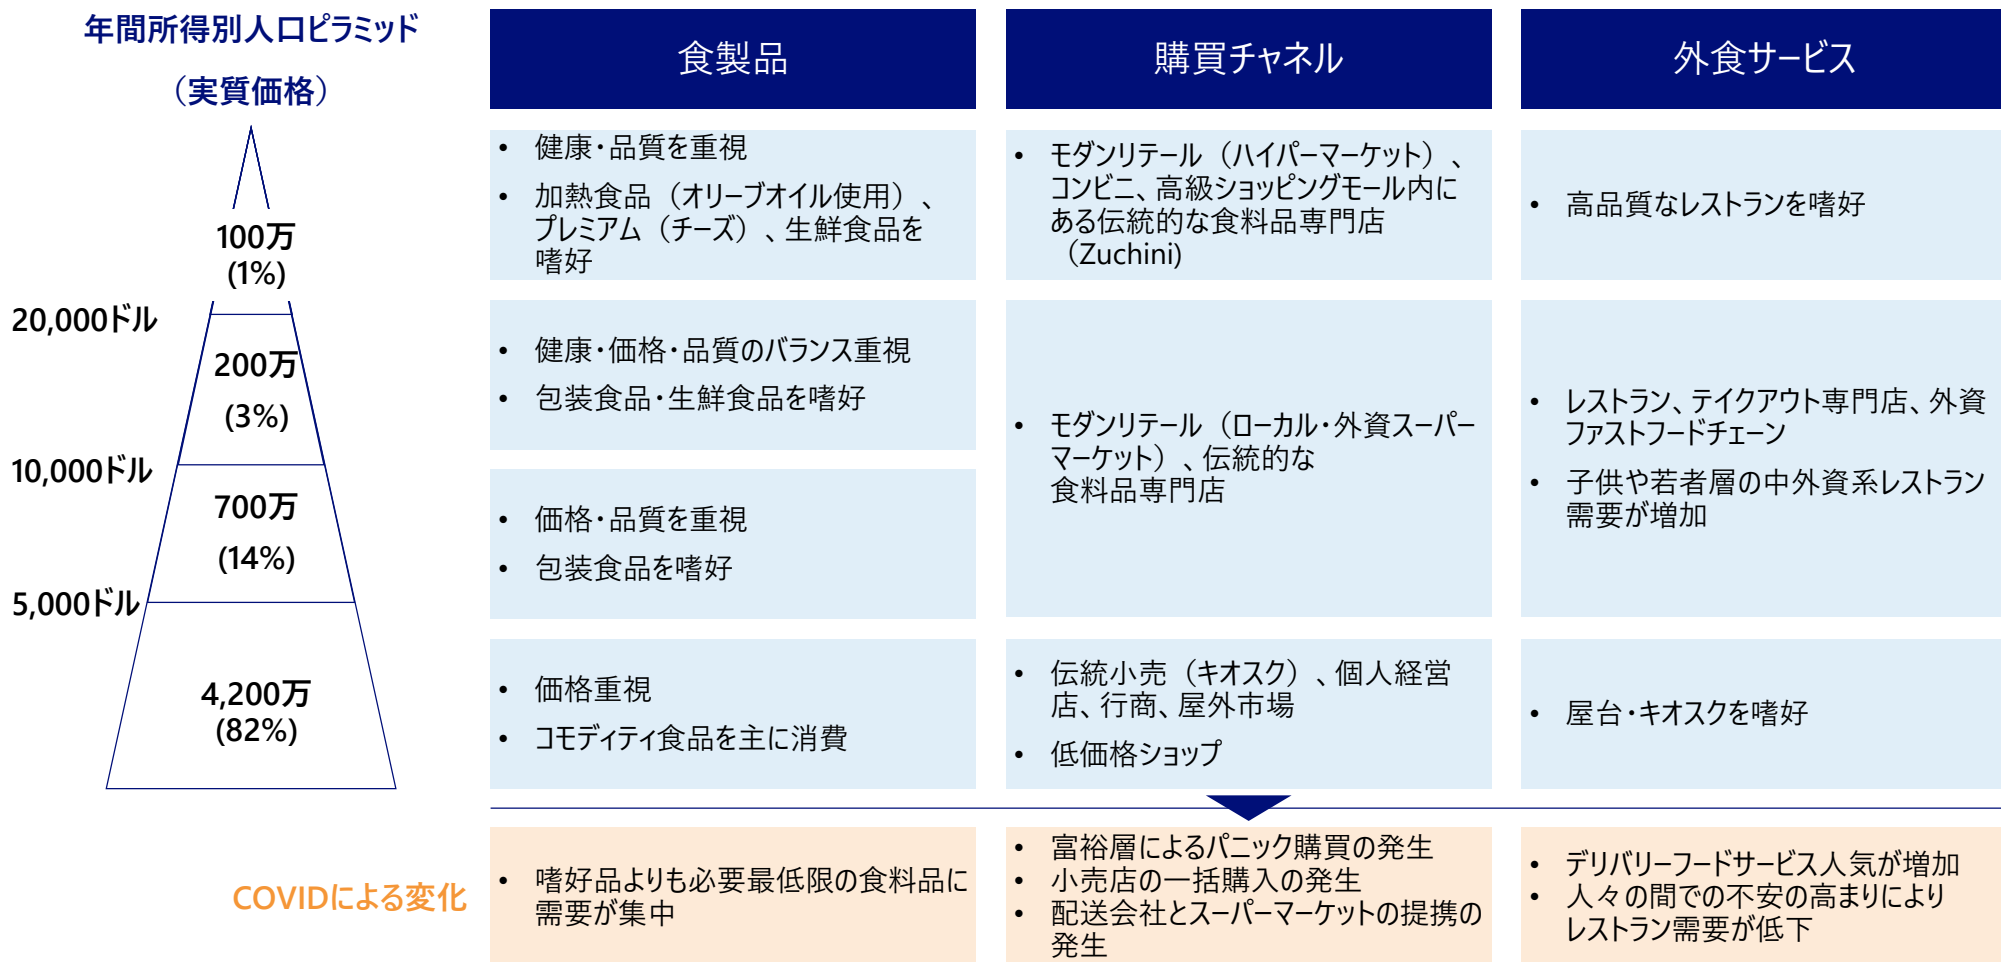 年間所得別人口ピラミッド
（実質価格）
食製品
購買チャネル
外食サービス
100万
(1%)
20,000ドル
200万
(3%)
10,000ドル
700万
(14%)
5,000ドル
4,200万
(82%)
• 健康・品質を重視
• 加熱食品（オリーブオイル使用）、
プレミアム（チーズ）、生鮮食品を
嗜好
• モダンリテール（ハイパーマーケット）、
コンビニ、高級ショッピングモール内に
ある伝統的な食料品専門店
（Zuchini)
• 高品質なレストランを嗜好
• 健康・価格・品質のバランス重視
• 包装食品・生鮮食品を嗜好
• 価格・品質を重視
• 包装食品を嗜好
• モダンリテール（ローカル・外資スーパー
マーケット）、伝統的な
食料品専門店
• レストラン、テイクアウト専門店、外資
ファストフードチェーン
• 子供や若者層の中外資系レストラン
需要が増加
• 価格重視
• コモディティ食品を主に消費
• 伝統小売（キオスク）、個人経営
店、行商、屋外市場
• 低価格ショップ
• 屋台・キオスクを嗜好
COVIDによる変化
• 嗜好品よりも必要最低限の食料品に
需要が集中
• 富裕層によるパニック購買の発生
• 小売店の一括購入の発生
• 配送会社とスーパーマーケットの提携の
発生
• デリバリーフードサービス人気が増加
• 人々の間での不安の高まりにより
レストラン需要が低下